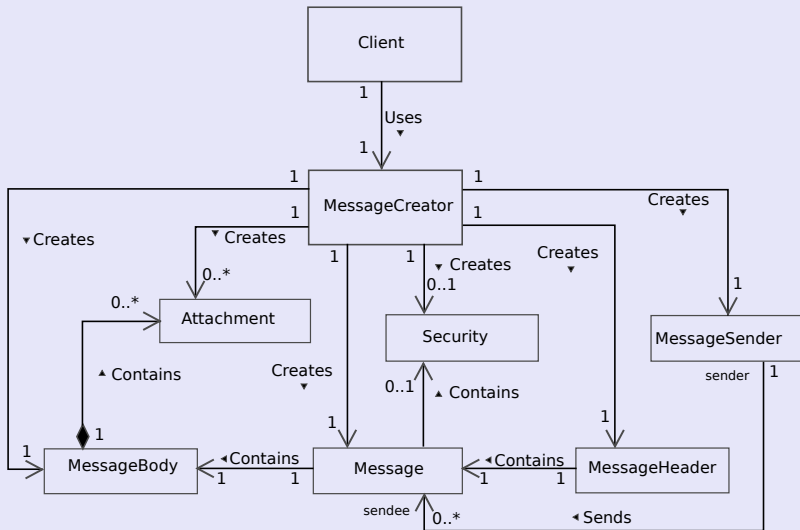 Client
1
Uses
1
1
MessageCreator
1
Creates
1
1
Creates
Creates
1
1
Creates
Creates
0..*
0..1
1
0..*
Attachment
Security
MessageSender
Contains
Creates
0..1
Contains
sender
1
1
1
1
1
MessageBody
Contains
1
1
Message
Contains
1
1
MessageHeader
sendee
0..*
Sends